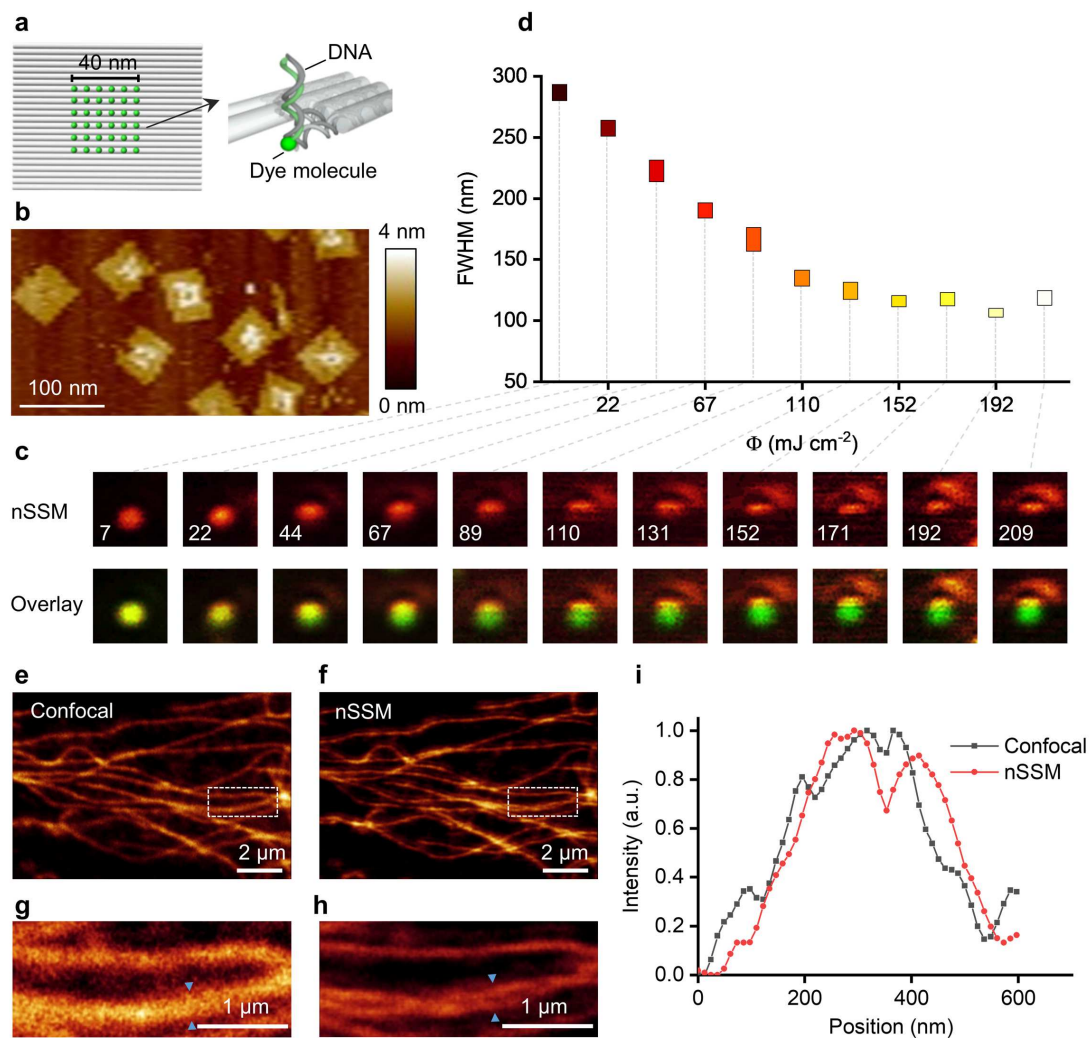 a
40 nm
DNA
Dye molecule
b
4 nm
0 nm
100 nm
d
300
250
200
150
100
50
FWHM (nm)
22 67 110 152 192
Φ (mJ cm-2)
c
nSSM
7 22 44 67 89 110 131 152 171 192 209
Overlay
e
Confocal
2 µm
f
nSSM
2 µm
g
1 µm
h
1 µm
i
1.0
0.8
0.6
0.4
0.2
0.0
Intensity (a.u.)
Confocal
nSSM
0 200 400 600
Position (nm)